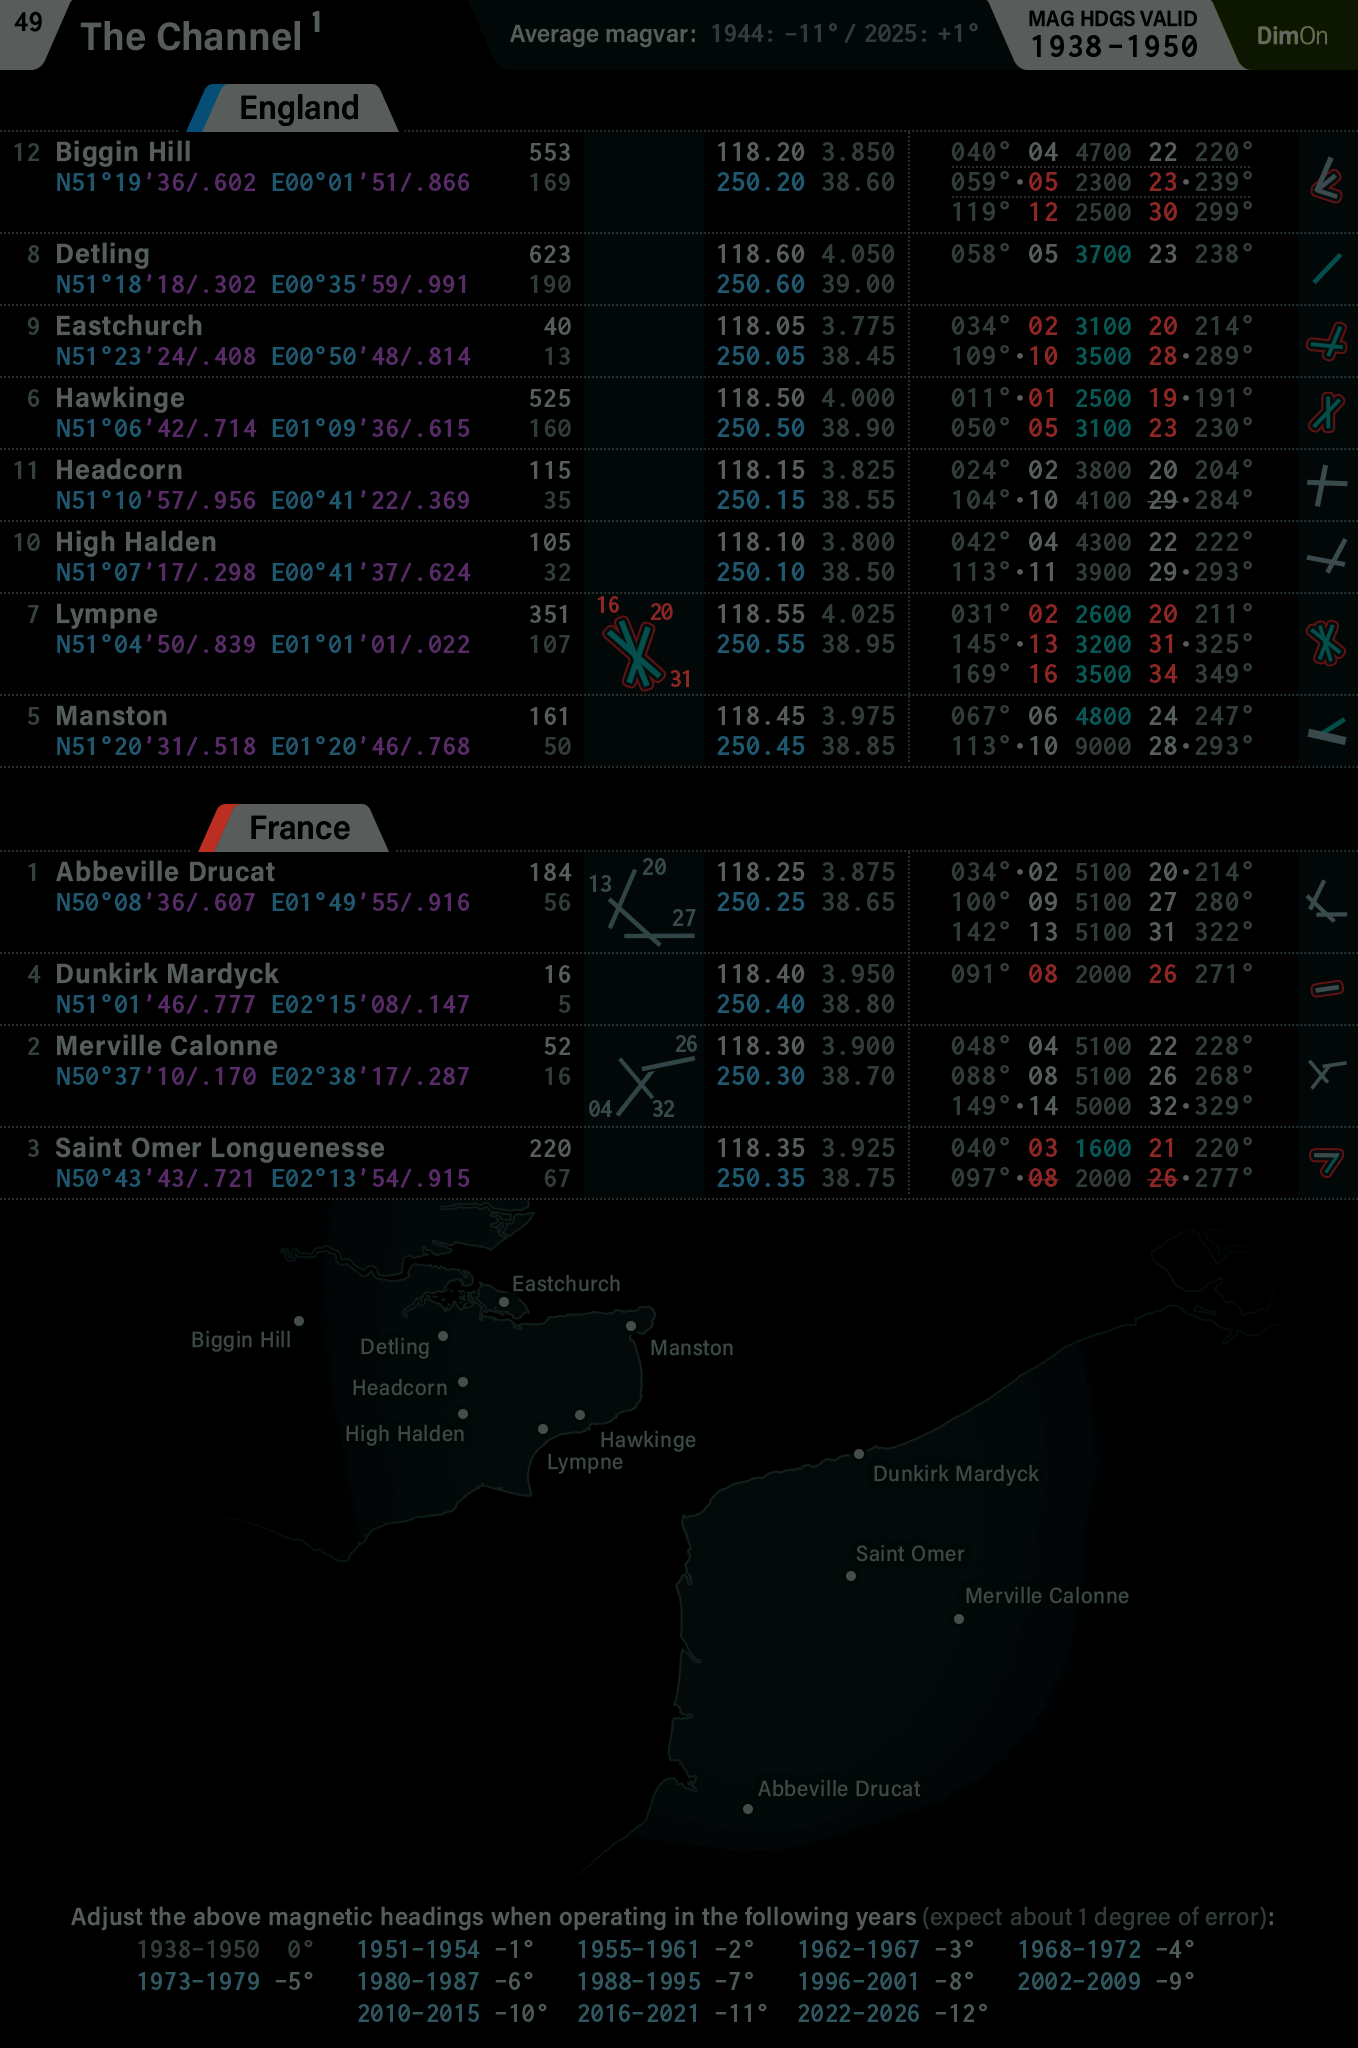 49 The Channel 1 Average magvar: 1944: -11° / 2025: +1° MAG HDGS VALID 1938-1950 DimOn
England
12 Biggin Hill 553 118.20 3.850 040° 04 4700 22 220°
N51°19'36/.602 E00°01'51/.866 169 250.20 38.60 059°•05 2300 23•239°
119° 12 2500 30 299°
8 Detling 623 118.60 4.050 058° 05 3700 23 238°
N51°18'18/.302 E00°35'59/.991 190 250.60 39.00
9 Eastchurch 40 118.05 3.775 034° 02 3100 20 214°
N51°23'24/.408 E00°50'48/.814 13 250.05 38.45 109°•10 3500 28•289°
6 Hawkinge 525 118.50 4.000 011°•01 2500 19•191°
N51°06'42/.714 E01°09'36/.615 160 250.50 38.90 050° 05 3100 23 230°
11 Headcorn 115 118.15 3.825 024° 02 3800 20 204°
N51°10'57/.956 E00°41'22/.369 35 250.15 38.55 104°•10 4100 29•284°
10 High Halden 105 118.10 3.800 042° 04 4300 22 222°
N51°07'17/.298 E00°41'37/.624 32 250.10 38.50 113°•11 3900 29•293°
7 Lympne 351 16 20 31 118.55 4.025 031° 02 2600 20 211°
N51°04'50/.839 E01°01'01/.022 107 250.55 38.95 145°•13 3200 31•325°
169° 16 3500 34 349°
5 Manston 161 118.45 3.975 067° 06 4800 24 247°
N51°20'31/.518 E01°20'46/.768 50 250.45 38.85 113°•10 9000 28•293°
France
1 Abbeville Drucat 184 13 20 27 118.25 3.875 034°•02 5100 20•214°
N50°08'36/.607 E01°49'55/.916 56 250.25 38.65 100° 09 5100 27 280°
142° 13 5100 31 322°
4 Dunkirk Mardyck 16 118.40 3.950 091° 08 2000 26 271°
N51°01'46/.777 E02°15'08/.147 5 250.40 38.80
2 Merville Calonne 52 26 04 32 118.30 3.900 048° 04 5100 22 228°
N50°37'10/.170 E02°38'17/.287 16 250.30 38.70 088° 08 5100 26 268°
149°•14 5000 32•329°
3 Saint Omer Longuenesse 220 118.35 3.925 040° 03 1600 21 220°
N50°43'43/.721 E02°13'54/.915 67 250.35 38.75 097°•08 2000 26•277°
Eastchurch
Biggin Hill
Detling
Manston
Headcorn
High Halden
Hawkinge
Lympne
Dunkirk Mardyck
Saint Omer
Merville Calonne
Abbeville Drucat
Adjust the above magnetic headings when operating in the following years (expect about 1 degree of error):
1938-1950 0° 1951-1954 -1° 1955-1961 -2° 1962-1967 -3° 1968-1972 -4°
1973-1979 -5° 1980-1987 -6° 1988-1995 -7° 1996-2001 -8° 2002-2009 -9°
2010-2015 -10° 2016-2021 -11° 2022-2026 -12°